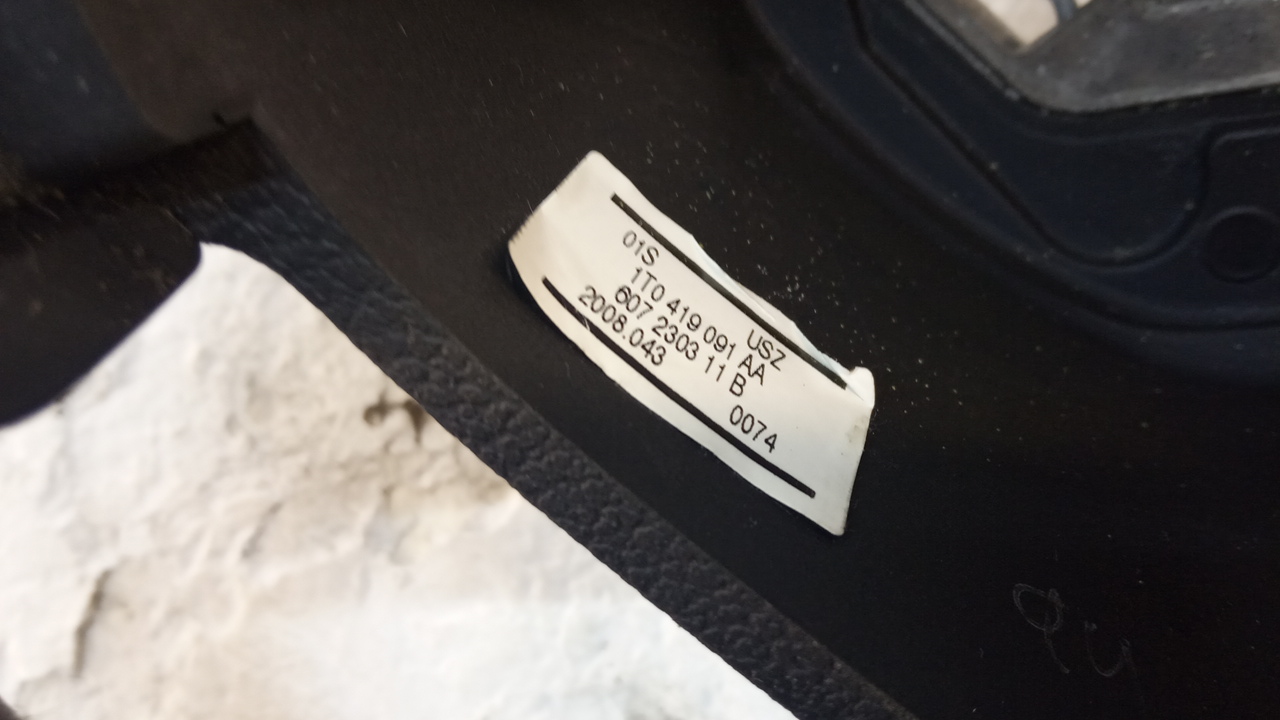 01S USZ
1T0 419 091 AA
607 2303 11 B
2008.043 0074